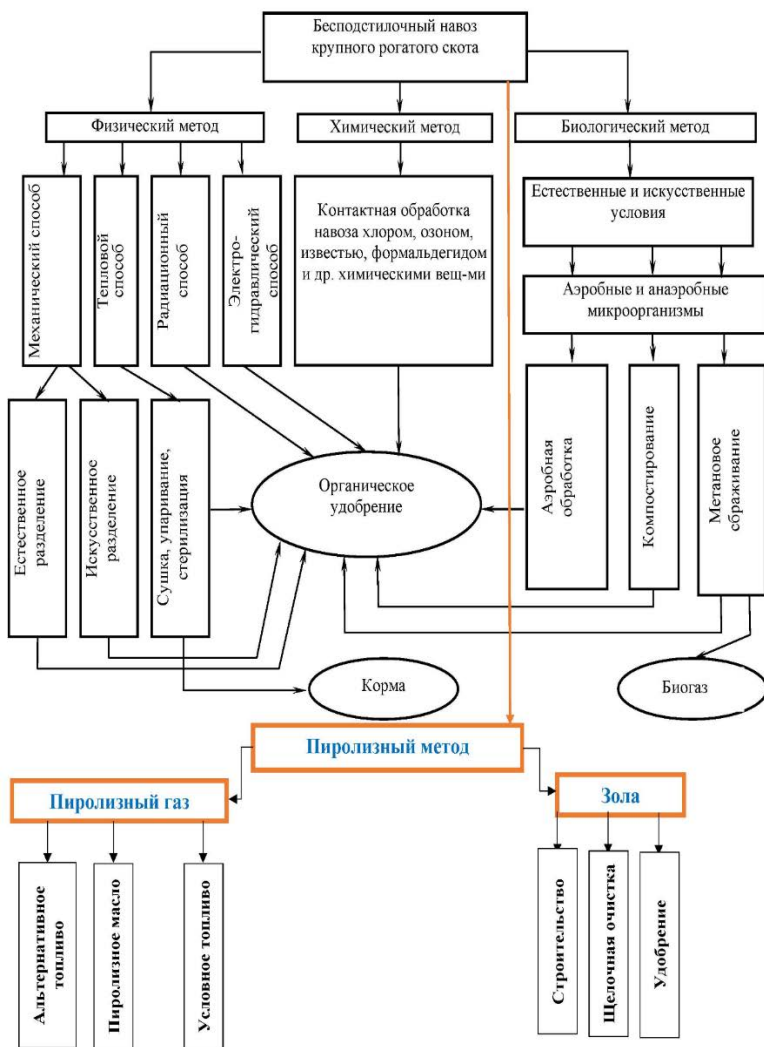 Бесподстилочный навоз
крупного рогатого скота
Физический метод
Химический метод
Биологический метод
Механический способ
Тепловой
способ
Радиационный
способ
Электро-
гидравлический
способ
Контактная обработка
навоза хлором, озоном,
известью, формальдегидом
и др. химическими вещ-ми
Естественные и искусственные
условия
Аэробные и анаэробные
микроорганизмы
Естественное
разделение
Искусственное
разделение
Сушка, упаривание,
стерилизация
Органическое
удобрение
Аэробная
обработка
Компостирование
Метановое
сбраживание
Корма
Биогаз
Пиролизный метод
Пиролизный газ
Зола
Альтернативное
топливо
Пиролизное масло
Условное топливо
Строительство
Щелочная очистка
Удобрение